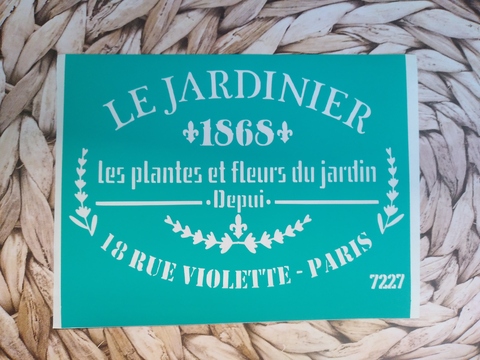 LE JARDINIER
1868
les plantes et fleurs du jardin
·Depui·
18 RUE VIOLETTE - PARIS
7227